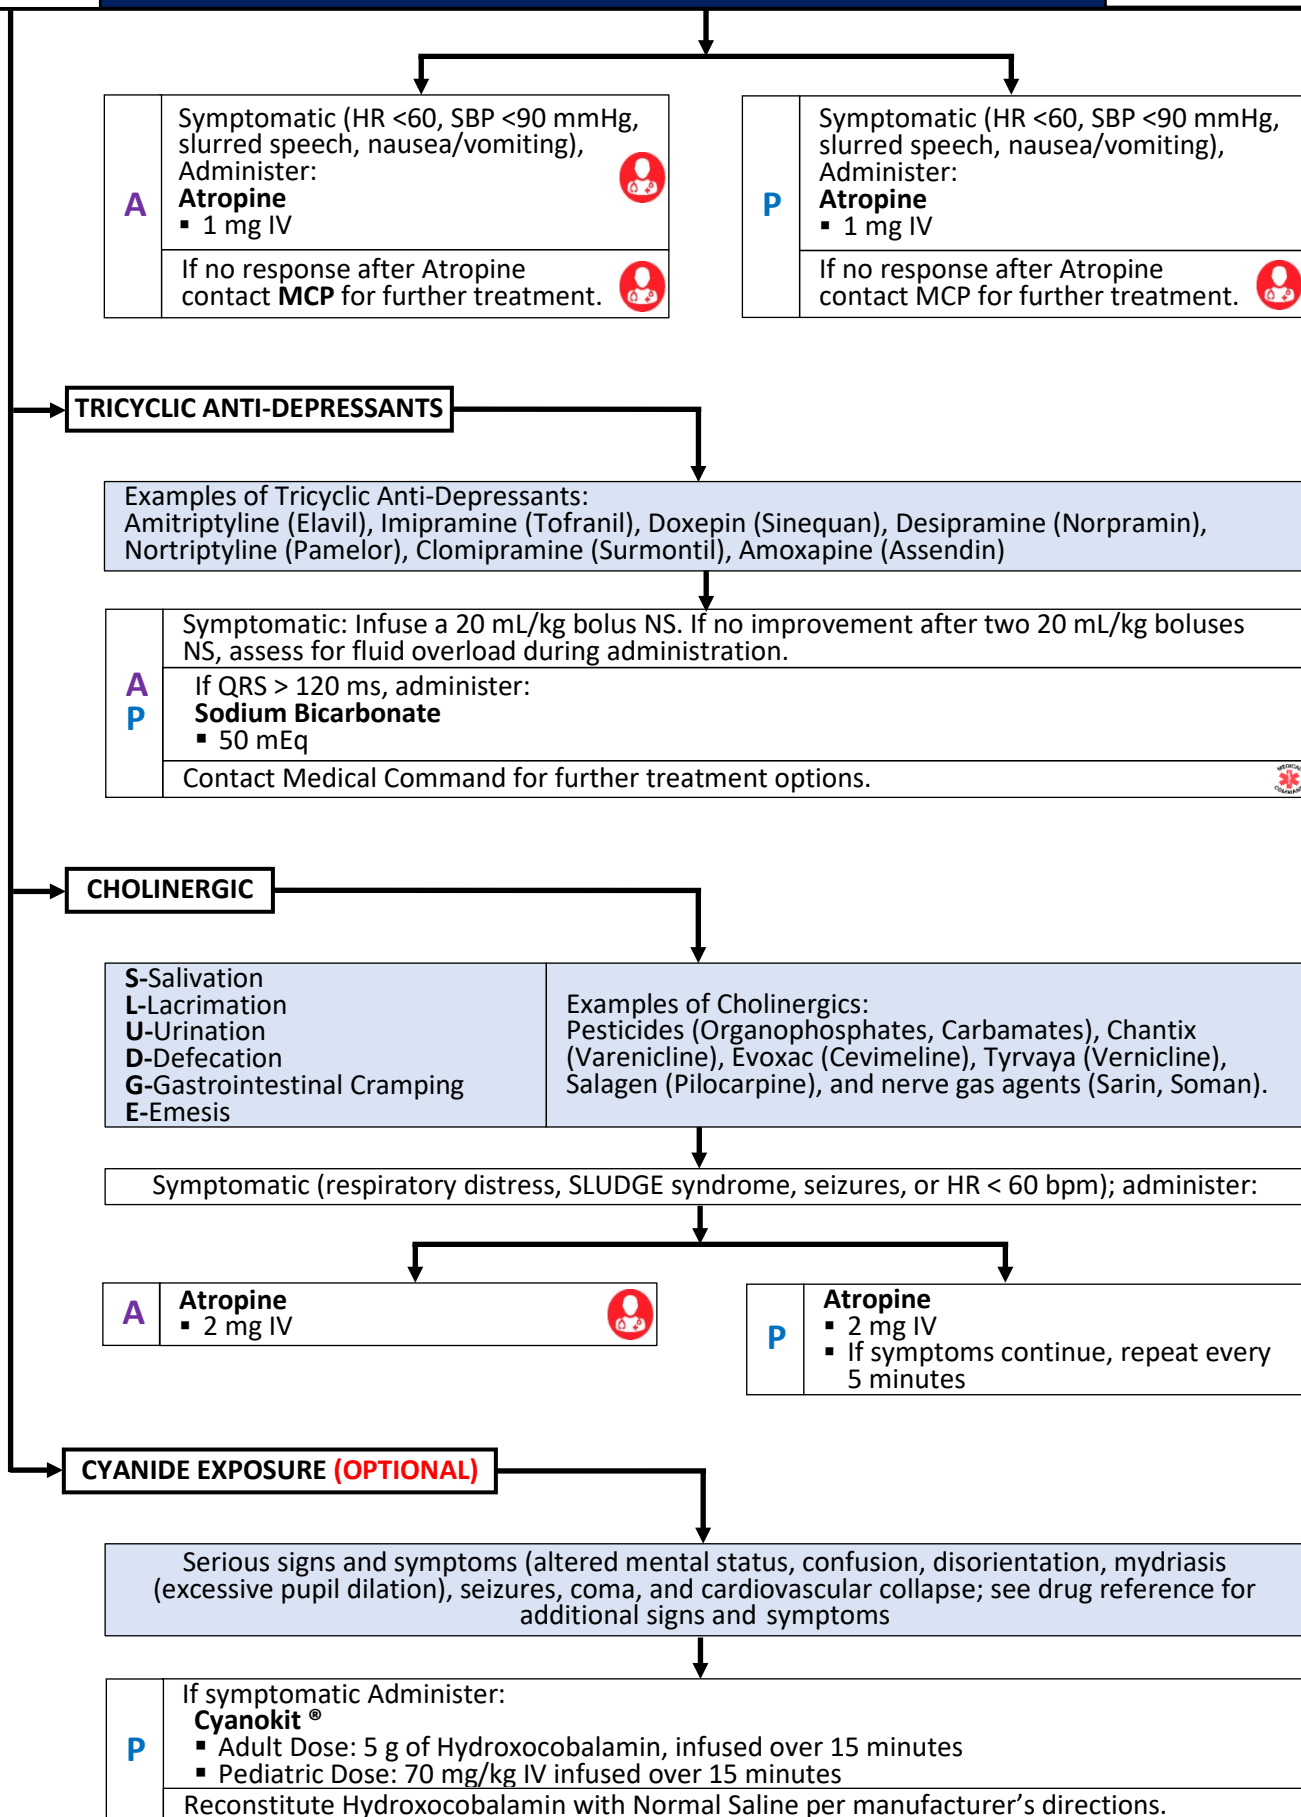 A
Symptomatic (HR <60, SBP <90 mmHg,
slurred speech, nausea/vomiting),
Administer:
Atropine
▪ 1 mg IV
If no response after Atropine
contact MCP for further treatment.
P
Symptomatic (HR <60, SBP <90 mmHg,
slurred speech, nausea/vomiting),
Administer:
Atropine
▪ 1 mg IV
If no response after Atropine
contact MCP for further treatment.
TRICYCLIC ANTI-DEPRESSANTS
Examples of Tricyclic Anti-Depressants:
Amitriptyline (Elavil), Imipramine (Tofranil), Doxepin (Sinequan), Desipramine (Norpramin),
Nortriptyline (Pamelor), Clomipramine (Surmontil), Amoxapine (Assendin)
A
P
Symptomatic: Infuse a 20 mL/kg bolus NS. If no improvement after two 20 mL/kg boluses
NS, assess for fluid overload during administration.
If QRS > 120 ms, administer:
Sodium Bicarbonate
▪ 50 mEq
Contact Medical Command for further treatment options.
MEDICAL
COMMAND
CHOLINERGIC
S-Salivation
L-Lacrimation
U-Urination
D-Defecation
G-Gastrointestinal Cramping
E-Emesis
Examples of Cholinergics:
Pesticides (Organophosphates, Carbamates), Chantix
(Varenicline), Evoxac (Cevimeline), Tyrvaya (Vernicline),
Salagen (Pilocarpine), and nerve gas agents (Sarin, Soman).
Symptomatic (respiratory distress, SLUDGE syndrome, seizures, or HR < 60 bpm); administer:
A
Atropine
▪ 2 mg IV
P
Atropine
▪ 2 mg IV
▪ If symptoms continue, repeat every
5 minutes
CYANIDE EXPOSURE (OPTIONAL)
Serious signs and symptoms (altered mental status, confusion, disorientation, mydriasis
(excessive pupil dilation), seizures, coma, and cardiovascular collapse; see drug reference for
additional signs and symptoms
P
If symptomatic Administer:
Cyanokit ®
▪ Adult Dose: 5 g of Hydroxocobalamin, infused over 15 minutes
▪ Pediatric Dose: 70 mg/kg IV infused over 15 minutes
Reconstitute Hydroxocobalamin with Normal Saline per manufacturer's directions.